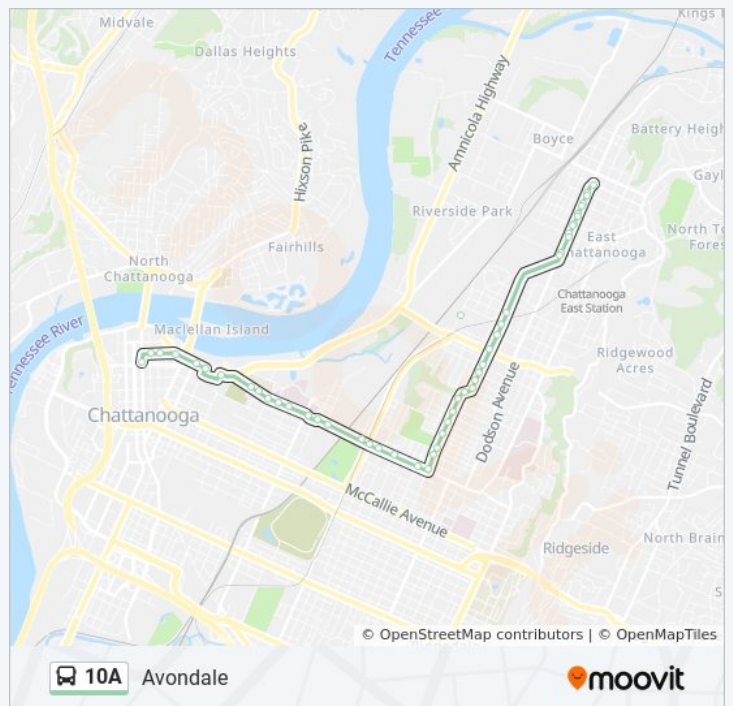 Midvale
Kings
Dallas Heights
Tennessee
Amnicola Highway
Boyce
Battery Heigh
Hixson Pike
Gayl
Riverside Park
North To
Fores
East
Chattanooga
Fairhills
North
Chattanooga
Chattanooga
East Station
Maclellan Island
Tennessee River
Ridgewood
Acres
Dodson Avenue
Tunnel Boulevard
Chattanooga
McCallie Avenue
North Brain
Ridgeside
S
© OpenStreetMap contributors | © OpenMapTiles
10A Avondale
moovit